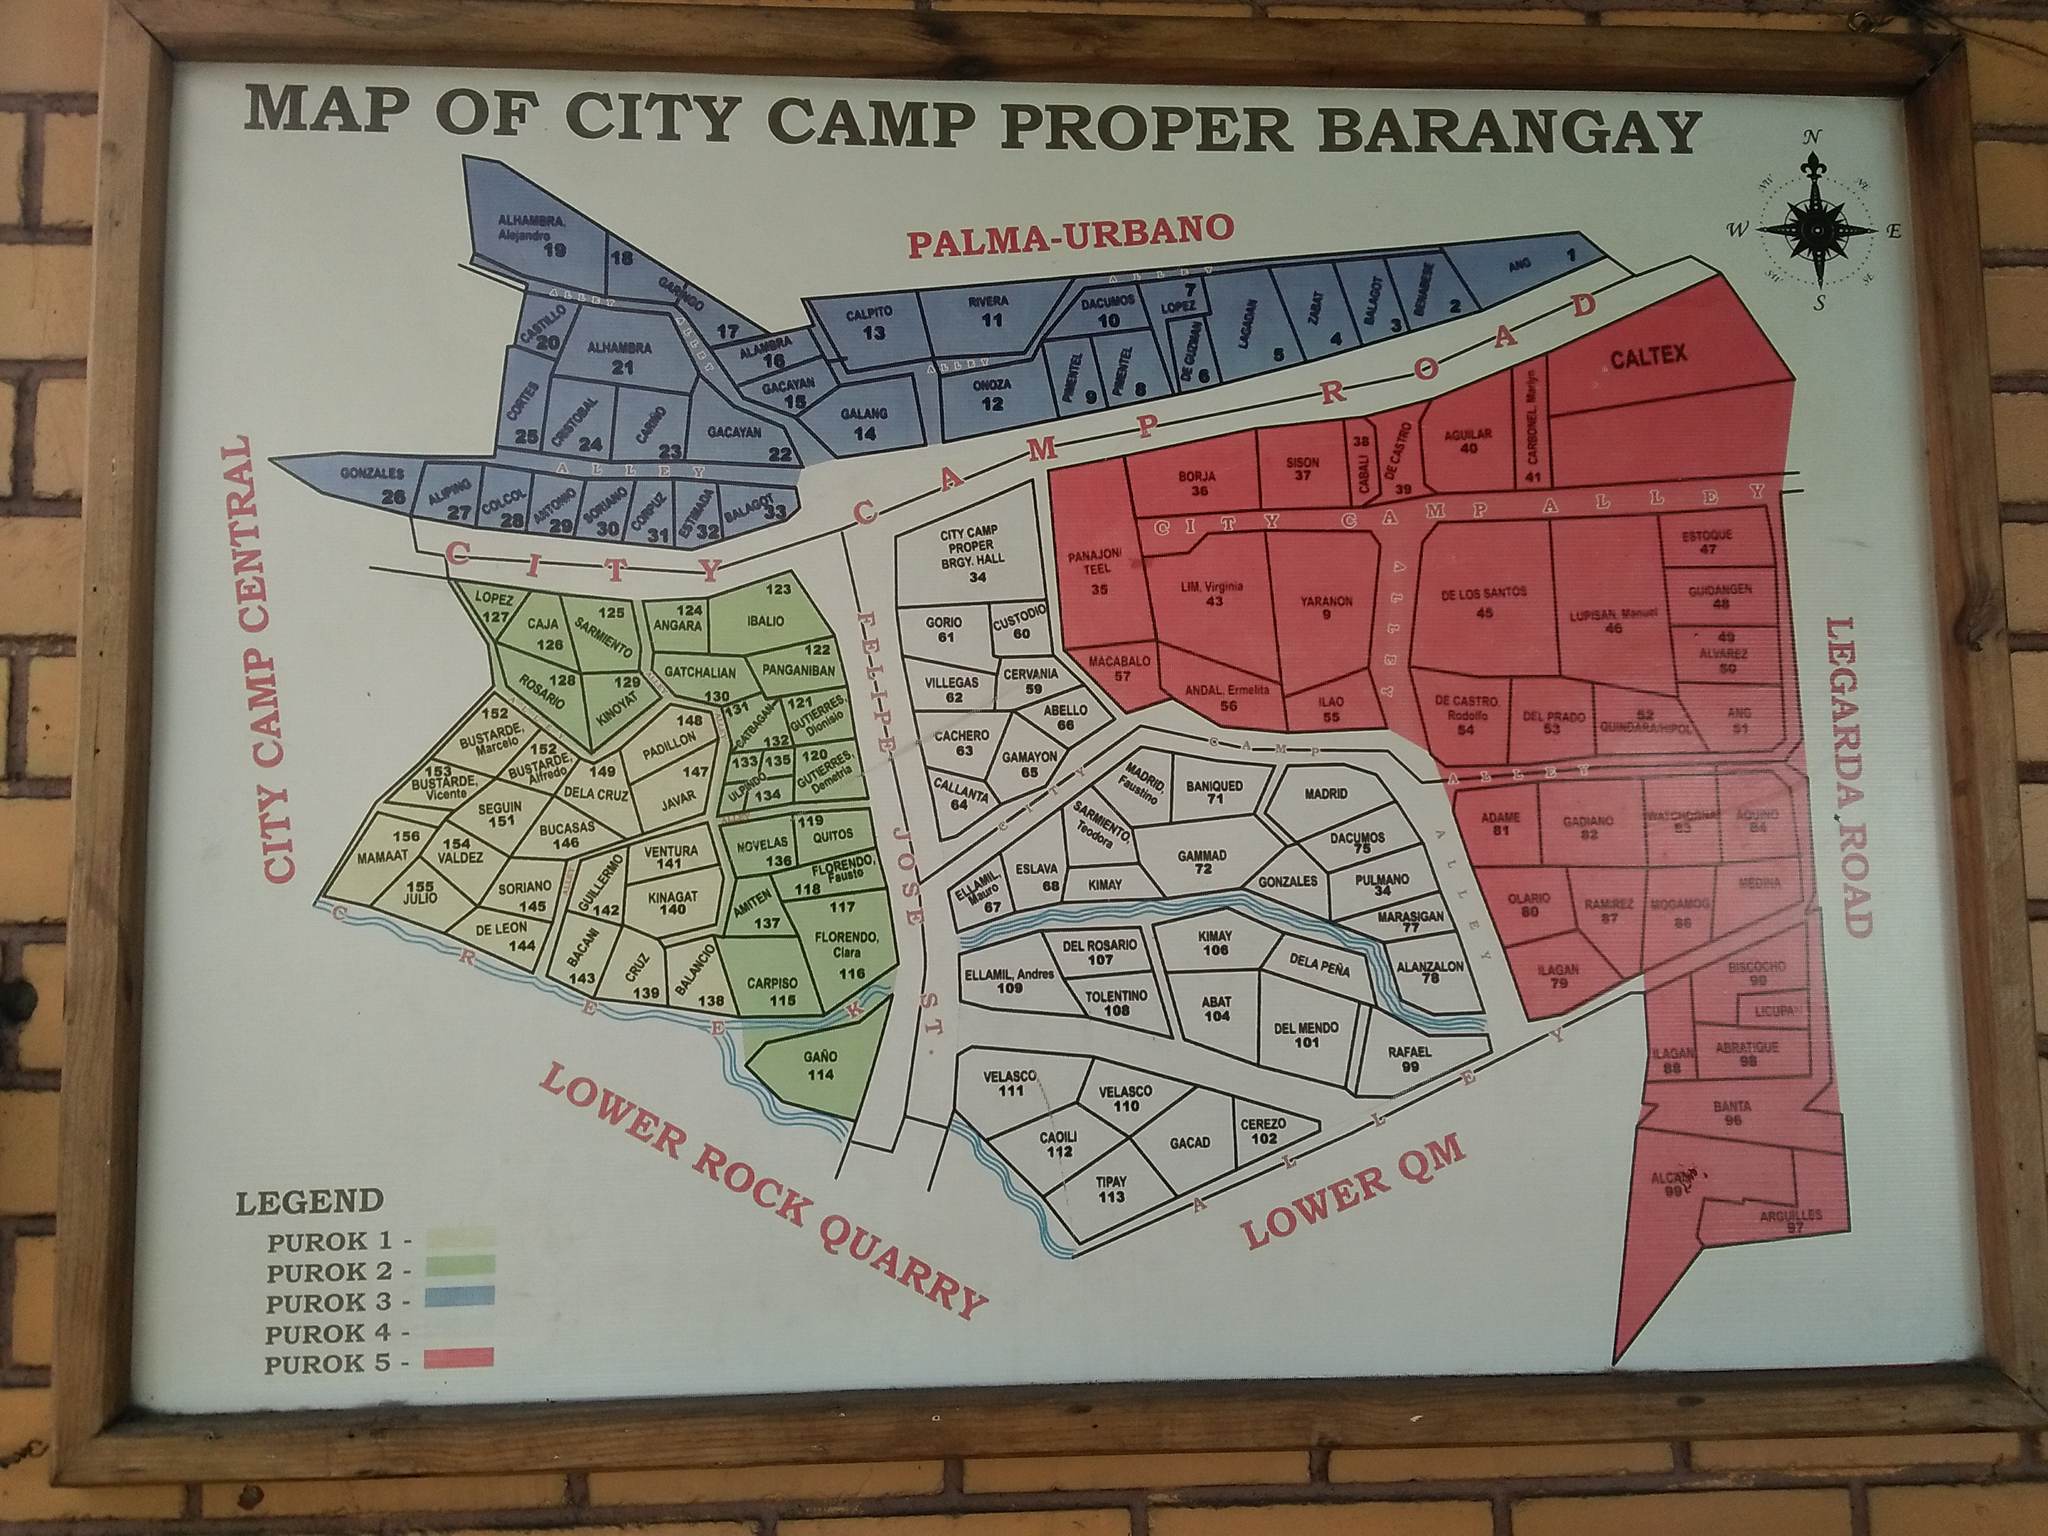 MAP OF CITY CAMP PROPER BARANGAY
N
NW
NE
W
E
SW
SE
S
PALMA-URBANO
ALHAMBRA,
Alejandro
19
18
GARINGO
17
ALLEY
ALLEY
CASTILLO
20
ALHAMBRA
21
ALAMBRA
16
GACAYAN
15
GALANG
14
CALPITO
13
RIVERA
11
ALLEY
DACUMOS
10
7
LOPEZ
DE GUZMAN
6
LAGADAN
5
ZABAT
4
BALAGOT
3
BENABESE
2
ANG
1
ALLEY
ONOZA
12
PIMENTEL
9
PIMENTEL
8
CORTES
25
CRISTOBAL
24
CARIÑO
23
GACAYAN
22
ALLEY
GONZALES
26
ALIPING
27
COLCOL
28
ANTONIO
29
SORIANO
30
CORPUZ
31
ESTIMADA
32
BALAGOT
33
CITY CAMP ROAD
CITY CAMP CENTRAL
CALTEX
BORJA
36
SISON
37
38
CABALI
DE CASTRO
39
AGUILAR
40
CARBONEL, Marlyn
41
CITY CAMP ALLEY
PANAJON/
TEEL
35
LIM, Virginia
43
YARANON
9
ALLEY
DE LOS SANTOS
45
LUPISAN, Manuel
46
ESTOQUE
47
GUIDANGEN
48
49
ALVAREZ
50
MACABALO
57
ANDAL, Ermelita
56
ILAO
55
DE CASTRO,
Rodolfo
54
DEL PRADO
53
52
QUINDARA/HIPOL
ANG
51
LEGARDA ROAD
CITY CAMP
PROPER
BRGY. HALL
34
GORIO
61
CUSTODIO
60
VILLEGAS
62
CERVANIA
59
ABELLO
66
CACHERO
63
GAMAYON
65
CALLANTA
64
CITY CAMP ALLEY
FELIPE JOSE ST.
LOPEZ
127
CAJA
126
125
SARMIENTO
124
ANGARA
123
IBALIO
122
PANGANIBAN
GATCHALIAN
130
ALLEY
128
ROSARIO
129
KINOYAT
ALLEY
131
CATBAGAN
132
121
GUTIERRES,
Dionisio
133
135
ULPINDO
134
120
GUTIERRES,
Demetria
ALLEY
152
BUSTARDE,
Marcelo
152
BUSTARDE,
Alfredo
153
BUSTARDE,
Vicente
148
PADILLON
147
JAVAR
149
DELA CRUZ
SEGUIN
151
BUCASAS
146
ALLEY
156
MAMAAT
154
VALDEZ
155
JULIO
SORIANO
145
DE LEON
144
ALLEY
GUILLERMO
142
VENTURA
141
KINAGAT
140
BACANI
143
CRUZ
139
BALANCIO
138
119
QUITOS
NOVELAS
136
FLORENDO,
Fausto
118
AMITEN
137
117
FLORENDO,
Clara
116
CARPISO
115
GAÑO
114
CREEK
MADRID,
Faustino
BANIQUED
71
MADRID
SARMIENTO,
Teodora
DACUMOS
75
GAMMAD
72
GONZALES
PULMANO
34
MARASIGAN
77
ALANZALON
78
ALLEY
ELLAMIL,
Mauro
67
ESLAVA
68
KIMAY
ELLAMIL, Andres
109
DEL ROSARIO
107
TOLENTINO
108
KIMAY
106
DELA PEÑA
ABAT
104
DEL MENDO
101
RAFAEL
99
VELASCO
111
VELASCO
110
CAOILI
112
GACAD
CEREZO
102
TIPAY
113
ALLEY
ADAME
81
GADIANO
82
WATCHORNA
83
AQUINO
84
OLARIO
80
RAMIREZ
87
MOGAMOG
86
MEDINA
ILAGAN
79
BISCOCHO
90
LICUPA
ILAGAN
88
ABRATIGUE
98
BANTA
96
99
ARGUILLES
97
LOWER ROCK QUARRY
LOWER QM
LEGEND
PUROK 1 -
PUROK 2 -
PUROK 3 -
PUROK 4 -
PUROK 5 -